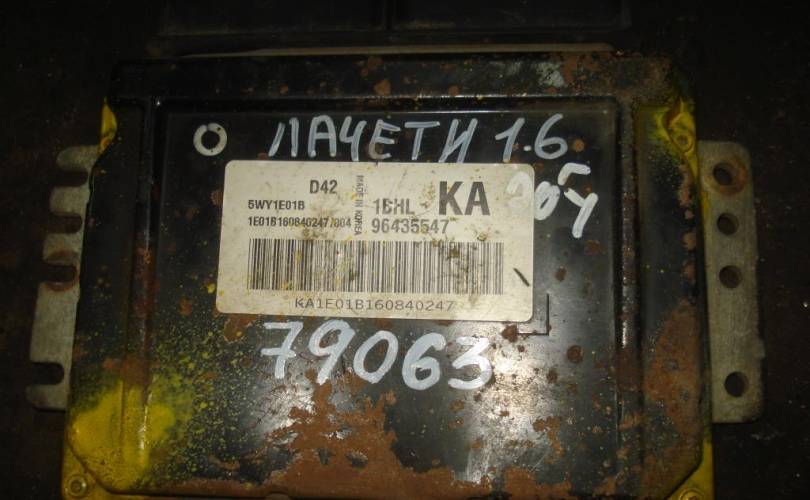 ЛАЧЕТИ 1.6
D42
MADE IN KOREA
5WY1E01B
1BHL - KA
1E01B160840247/004
96435547
KA1E01B160840247
79063